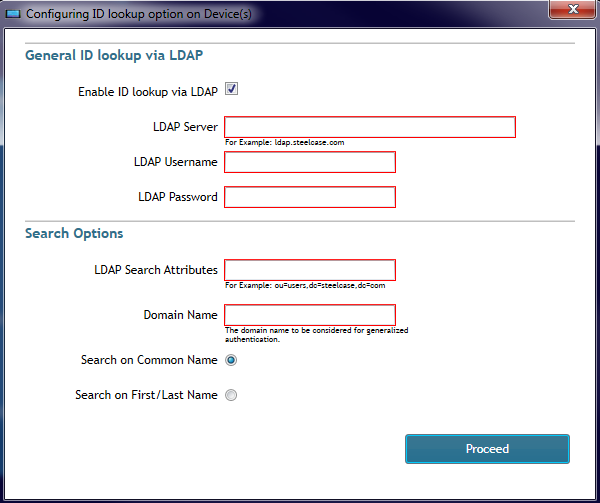 Configuring ID lookup option on Device(s)
General ID lookup via LDAP
Enable ID lookup via LDAP
LDAP Server
For Example: ldap.steelcase.com
LDAP Username
LDAP Password
Search Options
LDAP Search Attributes
For Example: ou=users,dc=steelcase,dc=com
Domain Name
The domain name to be considered for generalized
authentication.
Search on Common Name
Search on First/Last Name
Proceed